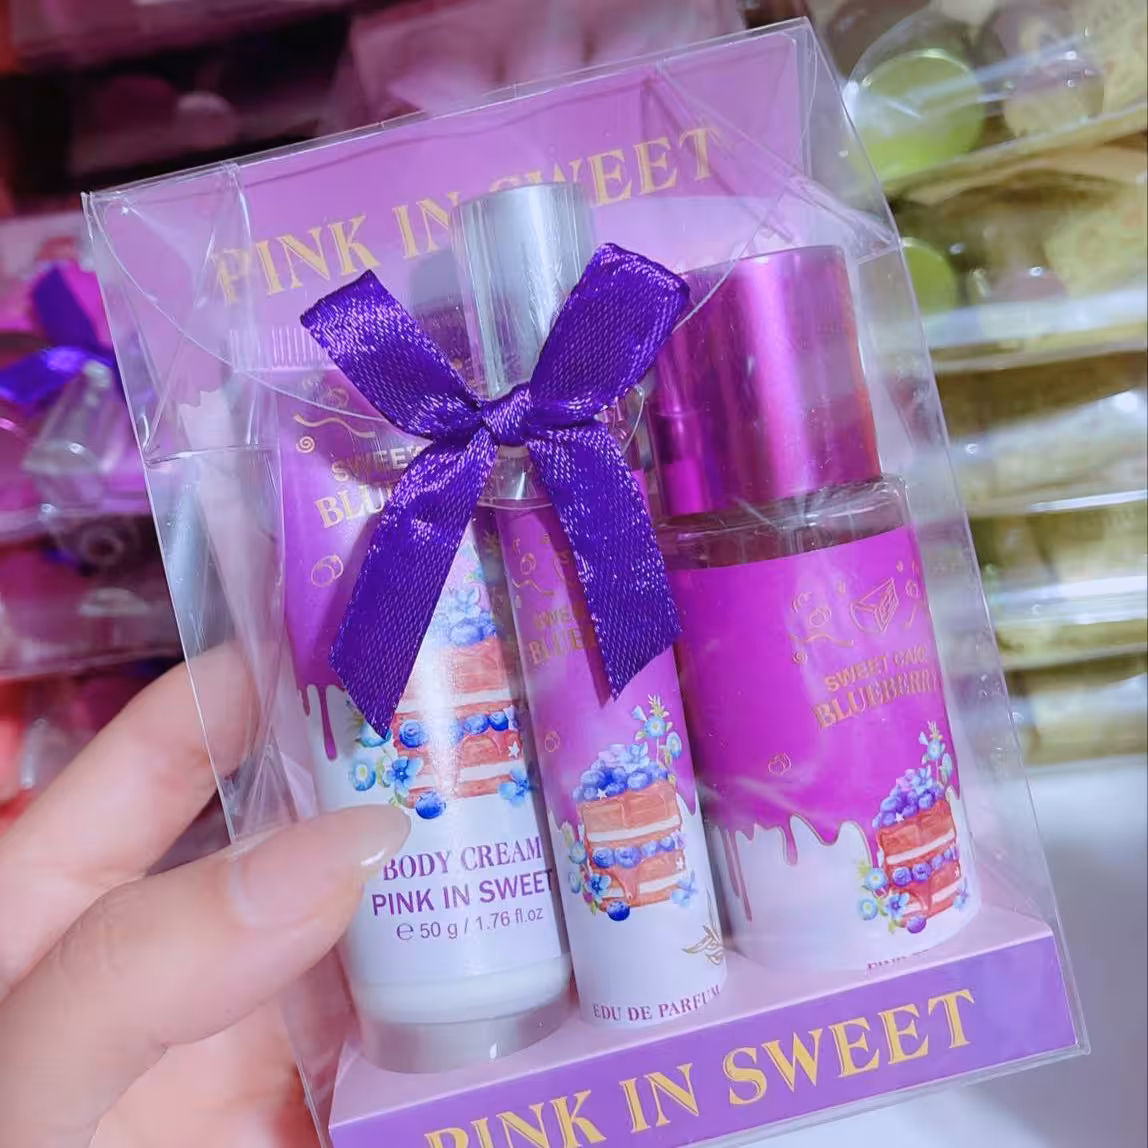 PINK IN SWEET
SWEET
BLUE
BODY CREAM
PINK IN SWEET
℮ 50 g / 1.76 fl.oz
SWEET
BLUEBERRY
EDU DE PARFUM
SWEET CAKE
BLUEBERRY
PINK IN SWEET